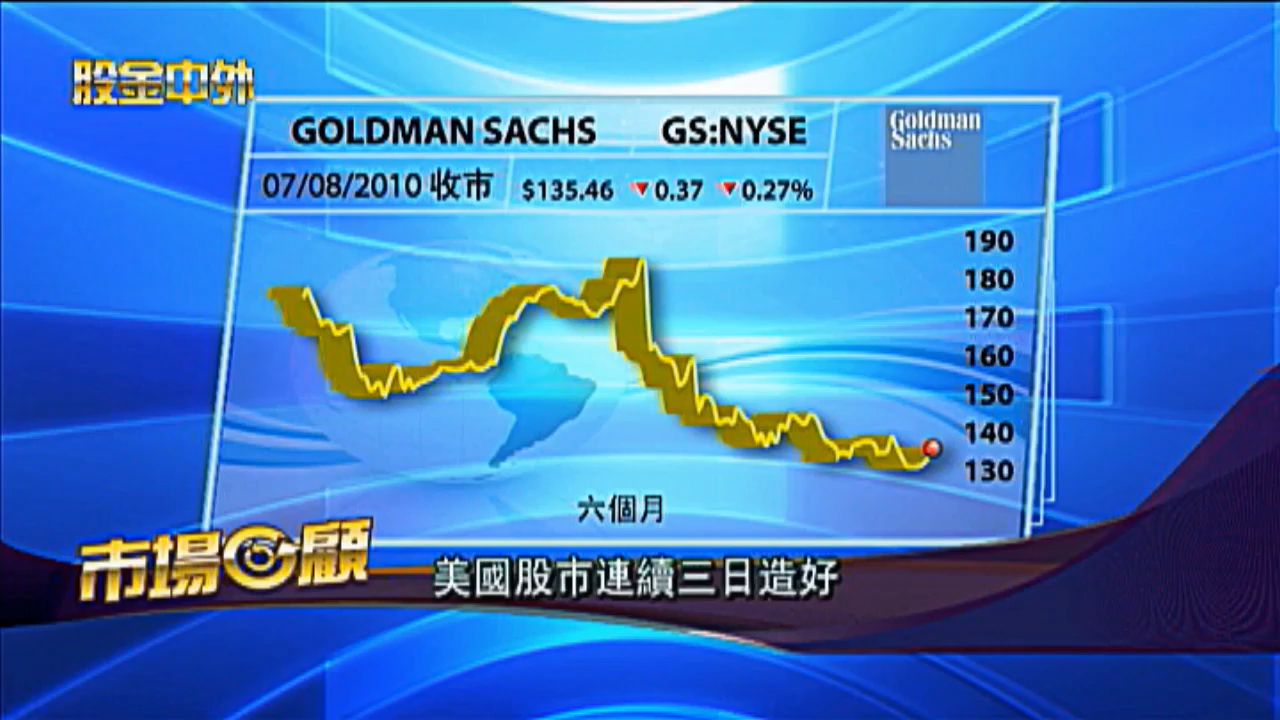 股金中外
GOLDMAN SACHS GS:NYSE
Goldman
Sachs
07/08/2010 收市 $135.46 ▼0.37 ▼0.27%
190
180
170
160
150
140
130
六個月
市場回顧
美國股市連續三日造好